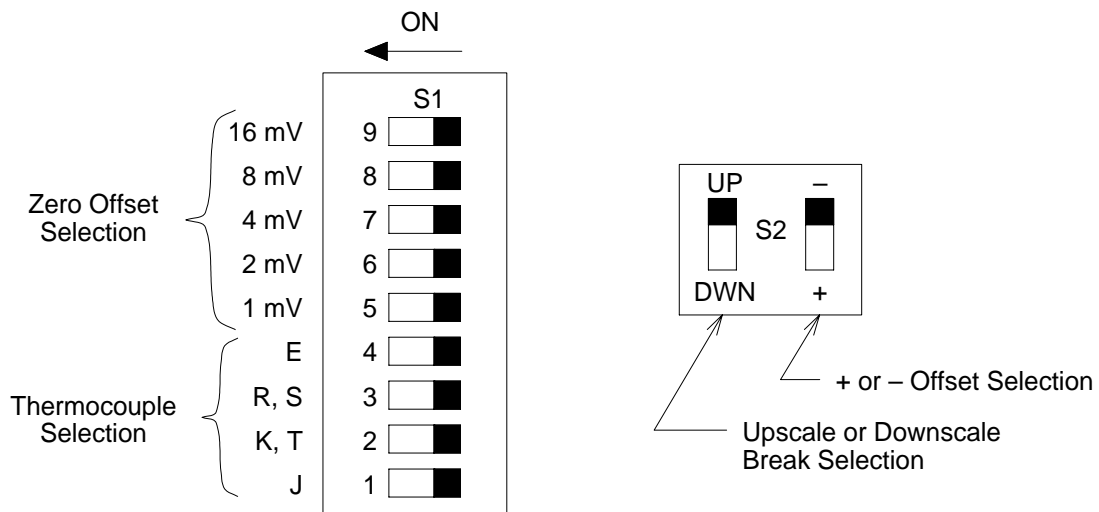 ON
S1
16 mV 9
8 mV 8
4 mV 7
2 mV 6
1 mV 5
E 4
R, S 3
K, T 2
J 1
Zero Offset
Selection
Thermocouple
Selection
UP –
S2
DWN +
+ or – Offset Selection
Upscale or Downscale
Break Selection